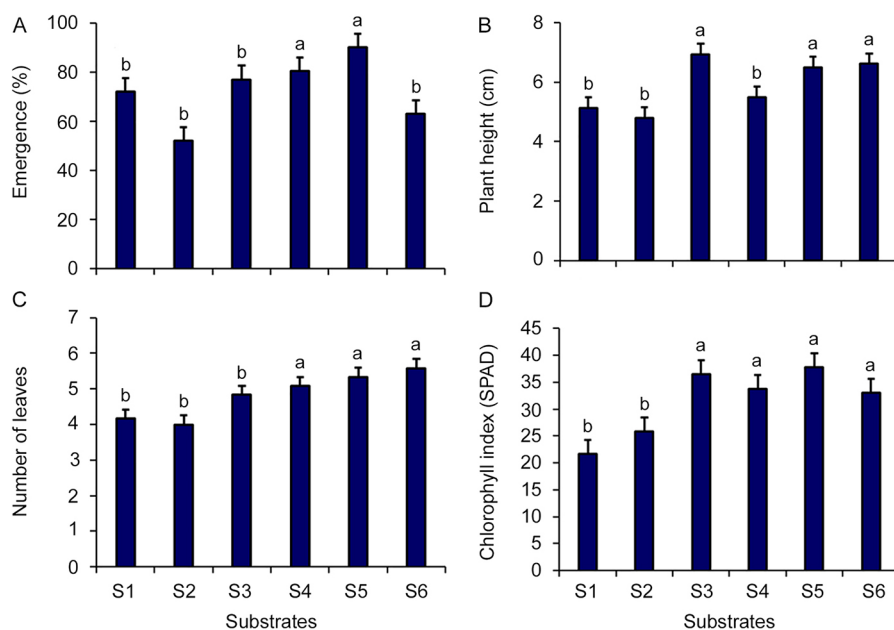 A
Emergence (%)
100
80
60
40
20
0
b
b
b
a
a
b
B
Plant height (cm)
8
6
4
2
0
b
b
a
b
a
a
C
Number of leaves
7
6
5
4
3
2
1
0
b
b
b
a
a
a
S1 S2 S3 S4 S5 S6
Substrates
D
Chlorophyll index (SPAD)
45
40
35
30
25
20
15
10
5
0
b
b
a
a
a
a
S1 S2 S3 S4 S5 S6
Substrates